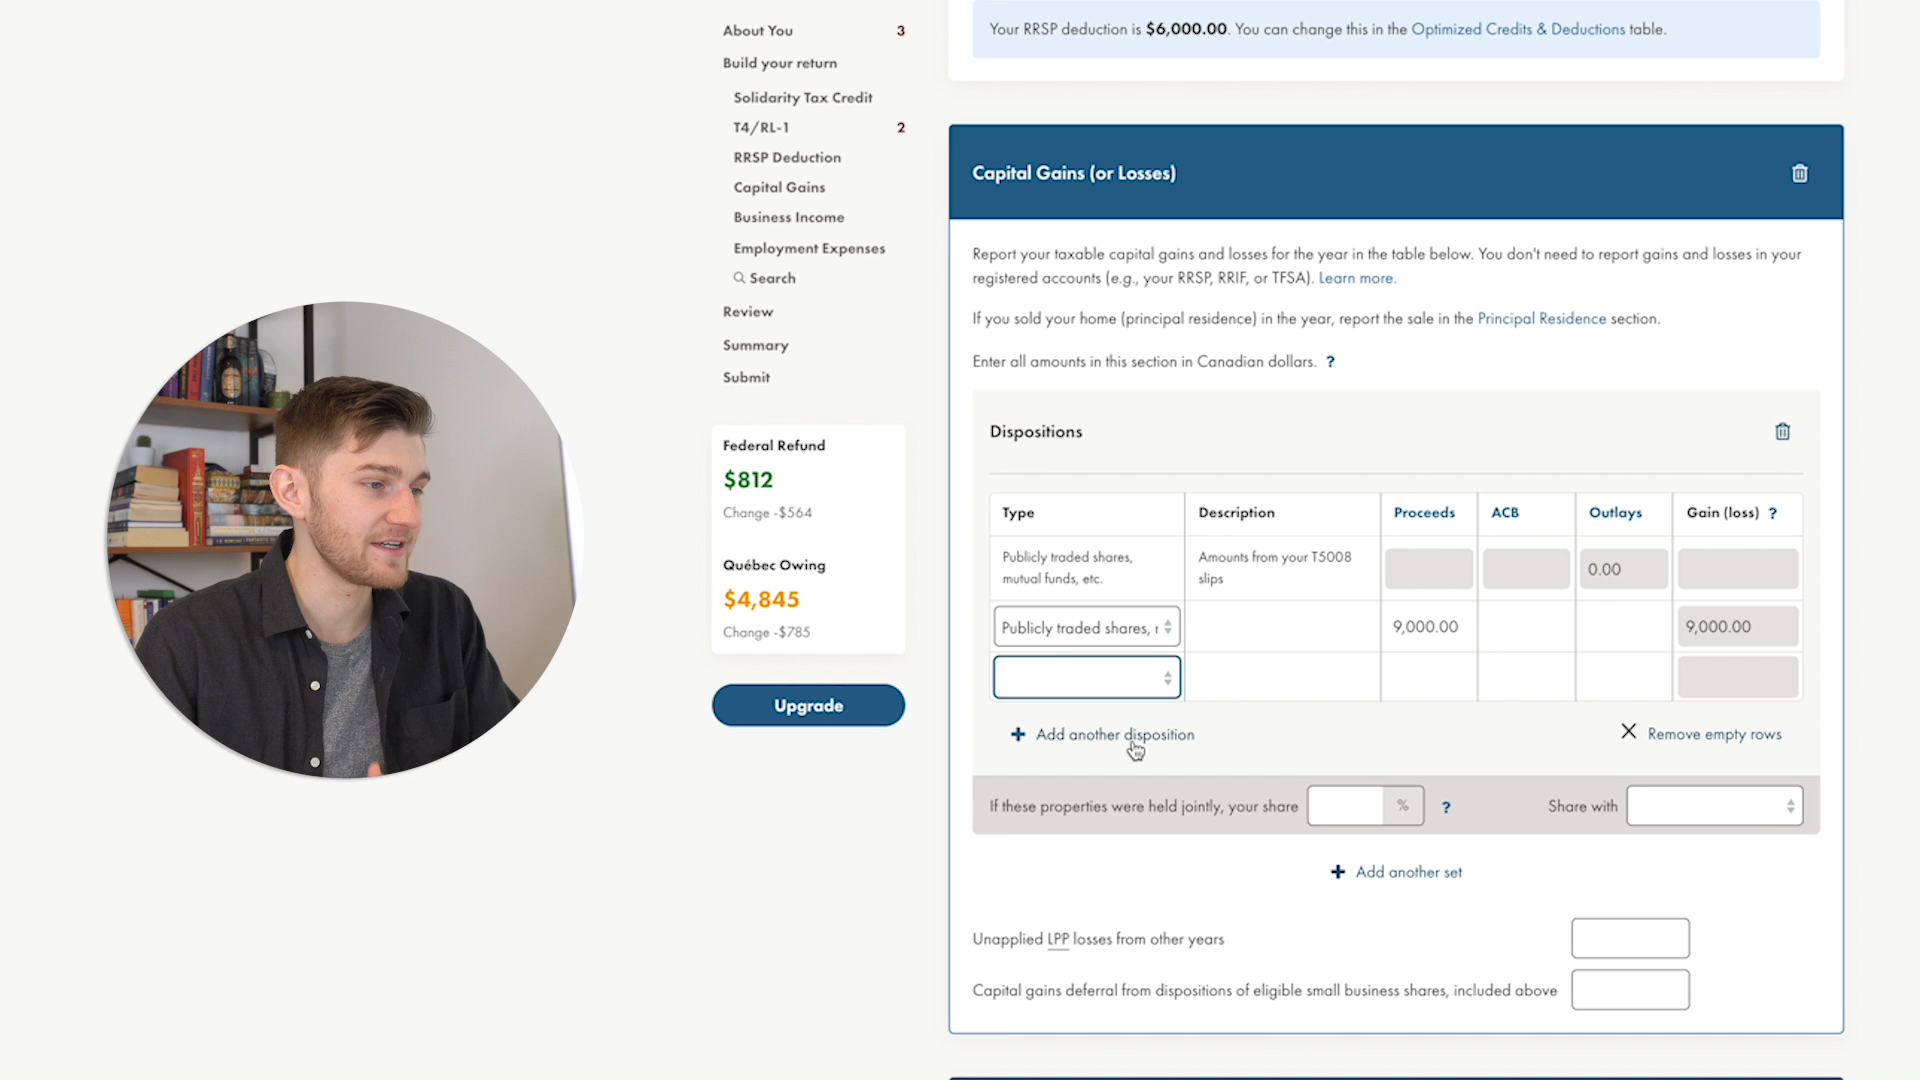 About You 3
Build your return
Solidarity Tax Credit
T4/RL-1 2
RRSP Deduction
Capital Gains
Business Income
Employment Expenses
Search
Review
Summary
Submit
Federal Refund
$812
Change -$564
Québec Owing
$4,845
Change -$785
Upgrade
Your RRSP deduction is $6,000.00. You can change this in the Optimized Credits & Deductions table.
Capital Gains (or Losses)
Report your taxable capital gains and losses for the year in the table below. You don't need to report gains and losses in your
registered accounts (e.g., your RRSP, RRIF, or TFSA). Learn more.
If you sold your home (principal residence) in the year, report the sale in the Principal Residence section.
Enter all amounts in this section in Canadian dollars. ?
Dispositions
Type Description Proceeds ACB Outlays Gain (loss) ?
Publicly traded shares, Amounts from your T5008
mutual funds, etc. slips 0.00
Publicly traded shares, 9,000.00 9,000.00
+ Add another disposition X Remove empty rows
If these properties were held jointly, your share % ? Share with
+ Add another set
Unapplied LPP losses from other years
Capital gains deferral from dispositions of eligible small business shares, included above